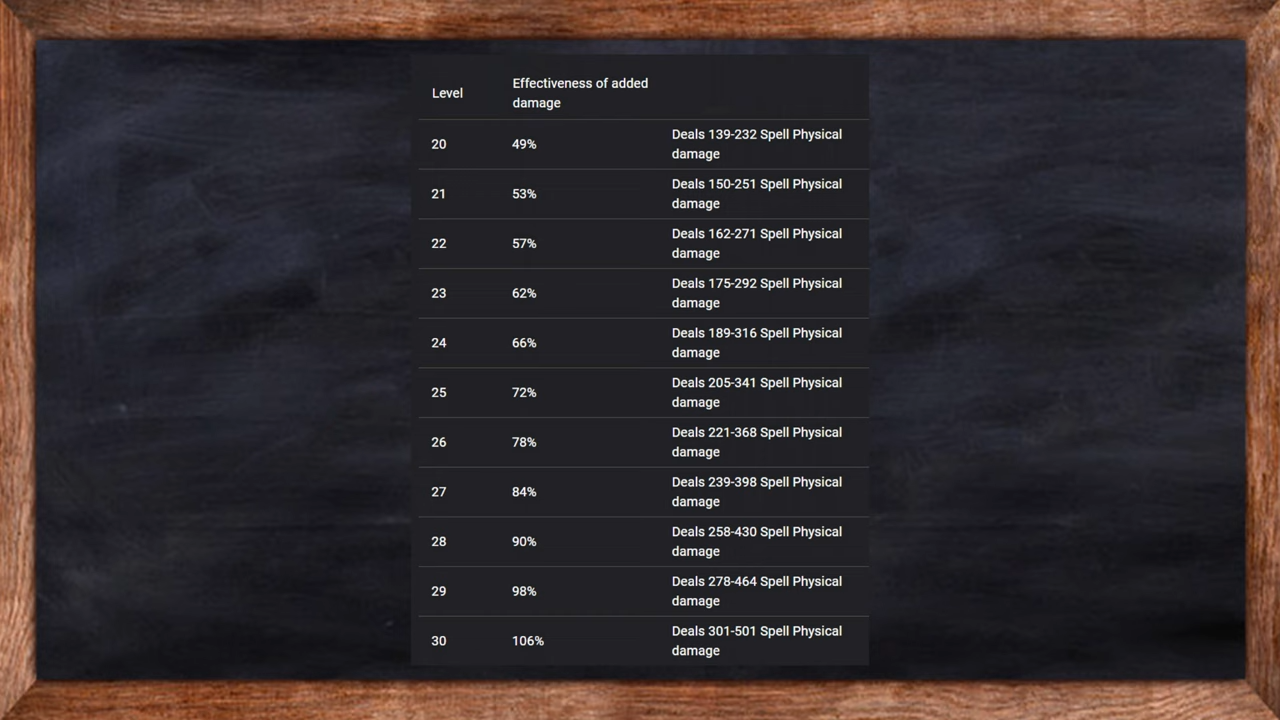 Level
Effectiveness of added
damage
20
49%
Deals 139-232 Spell Physical
damage
21
53%
Deals 150-251 Spell Physical
damage
22
57%
Deals 162-271 Spell Physical
damage
23
62%
Deals 175-292 Spell Physical
damage
24
66%
Deals 189-316 Spell Physical
damage
25
72%
Deals 205-341 Spell Physical
damage
26
78%
Deals 221-368 Spell Physical
damage
27
84%
Deals 239-398 Spell Physical
damage
28
90%
Deals 258-430 Spell Physical
damage
29
98%
Deals 278-464 Spell Physical
damage
30
106%
Deals 301-501 Spell Physical
damage